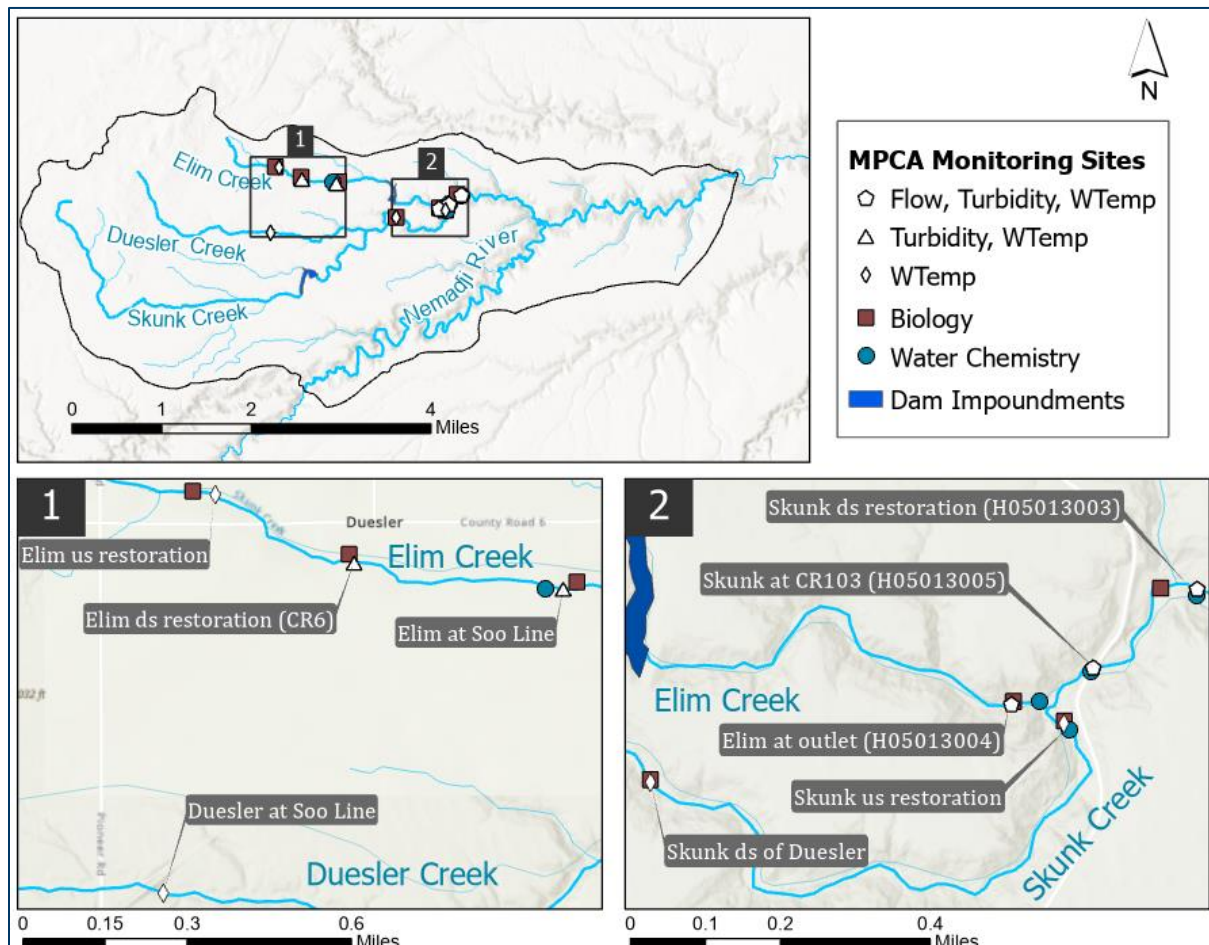 1
2
Elim Creek
Duesler Creek
Skunk Creek
Nemadji River
0 1 2 4
Miles
N
MPCA Monitoring Sites
Flow, Turbidity, WTemp
Turbidity, WTemp
WTemp
Biology
Water Chemistry
Dam Impoundments
1
Skunk Creek
Duesler
County Road 6
Elim us restoration
Elim Creek
Elim ds restoration (CR6)
Elim at Soo Line
Duesler at Soo Line
Pioneer Rd
Duesler Creek
0 0.15 0.3 0.6
Miles
2
Skunk ds restoration (H05013003)
Skunk at CR103 (H05013005)
Elim Creek
Elim at outlet (H05013004)
Skunk us restoration
Skunk ds of Duesler
Skunk Creek
0 0.1 0.2 0.4
Miles